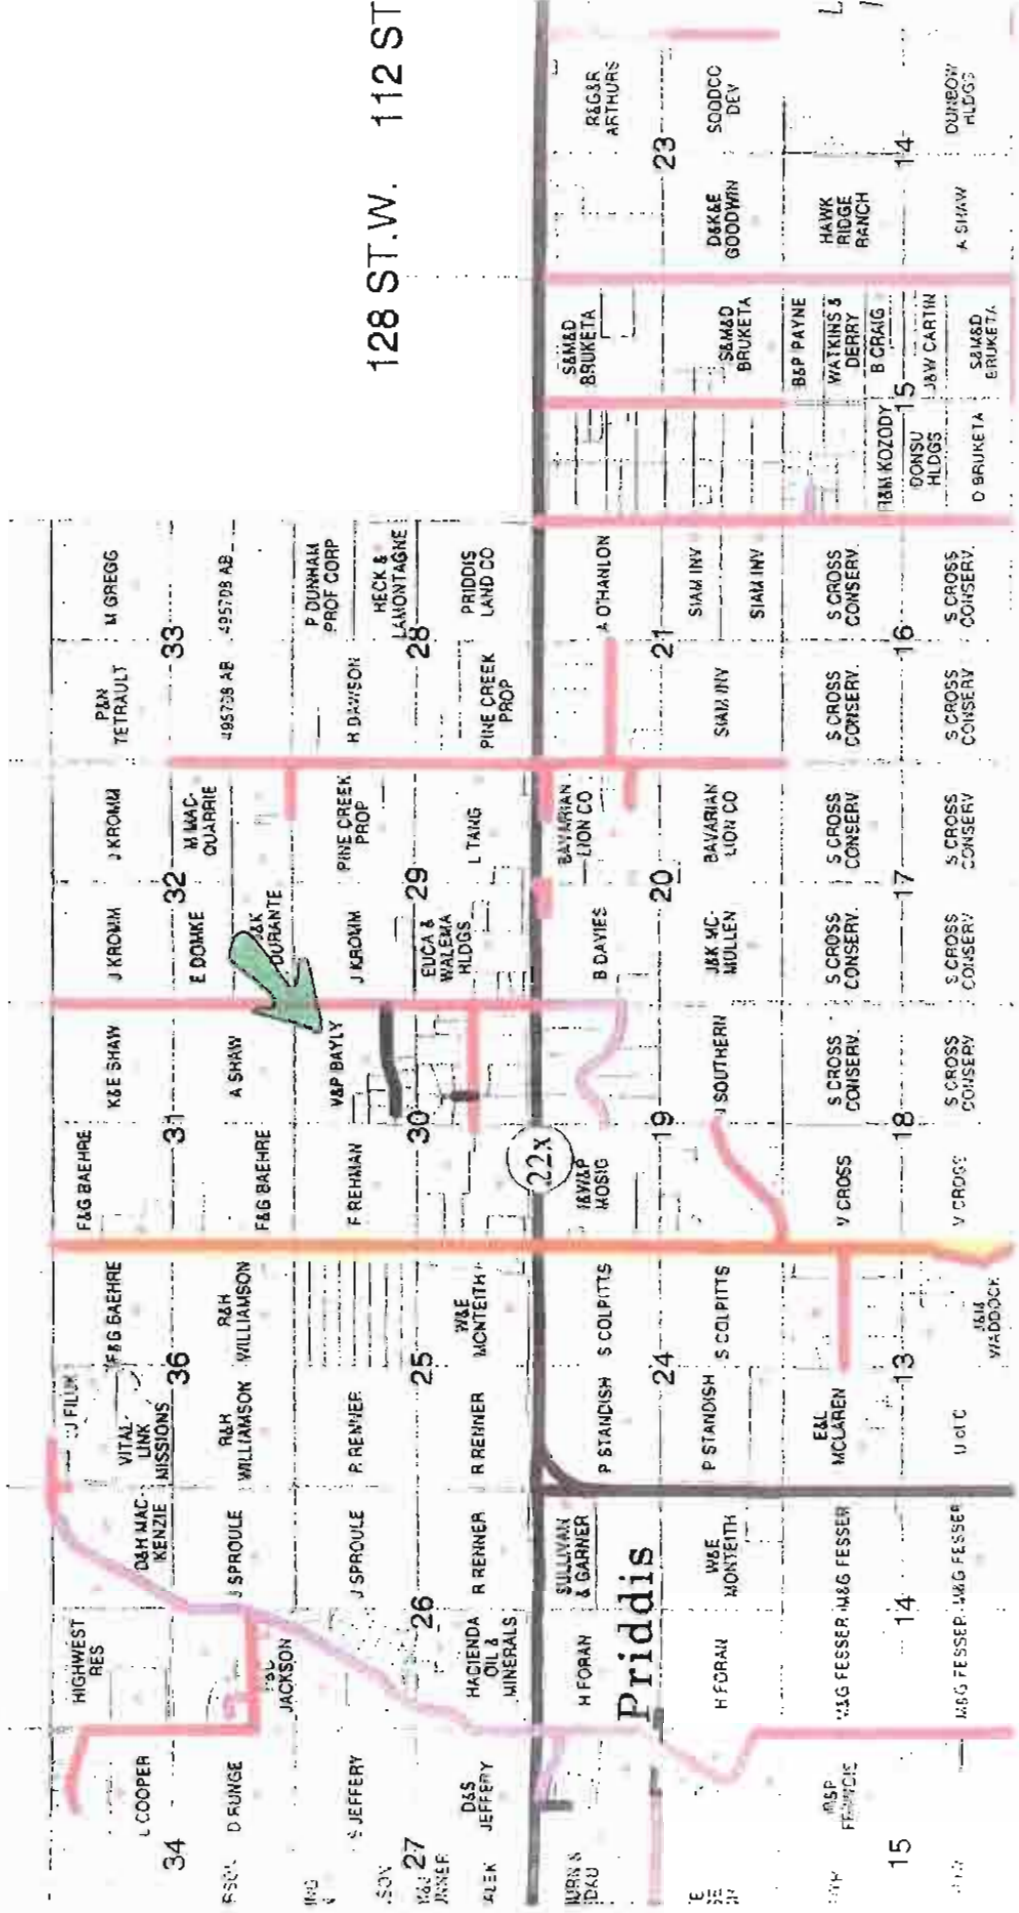 128 ST.W. 112 ST
M GREGG
33
P&N
TETRAULT
J KROMM
J KROMM
K&E SHAW
31
F&G BAEHRE
F&G BAEHRE
36
J FILUK
VITAL
LINK
MISSIONS
D&H MAC-
KENZIE
HIGHWEST
RES
L COOPER
34
495708 AB
495708 AB
M MAC-
QUARRIE
32
E DOMKE
A SHAW
F&G BAEHRE
R&H
WILLIAMSON
R&H
WILLIAMSON
J SPROULE
JACKSON
D RUNGE
P DUNHAM
PROF CORP
HECK &
LAMONTAGNE
28
R DAWSON
PINE CREEK
PROP
29
DURANTE
J KROMM
V&P BAYLY
30
F REHMAN
25
R RENNER
J SPROULE
26
S JEFFERY
27
PRIDDIS
LAND CO
PINE CREEK
PROP
L TANG
EUCA &
WALEMA
HLDGS
W&E
MONTEITH
R RENNER
R RENNER
HACIENDA
OIL &
MINERALS
D&S
JEFFERY
22x
R&G&R
ARTHURS
23
S&M&D
BRUKETA
A OHANLON
21
BAVARIAN
LION CO
20
B DAVIES
19
MOSIG
S COLPITTS
24
P STANDISH
SULLIVAN
& GARNER
H FORAN
Priddis
SODDCO
DEV
D&K&E
GOODWIN
S&M&D
BRUKETA
SIAM INV
SIAM INV
SIAM INV
BAVARIAN
LION CO
J&K MC-
MULLEN
J SOUTHERN
S COLPITTS
P STANDISH
W&E
MONTEITH
H FORAN
HAWK
RIDGE
RANCH
14
B&P PAYNE
WATKINS &
DERRY
B CRAIG
15
R&M KOZODY
S CROSS
CONSERV.
16
S CROSS
CONSERV.
S CROSS
CONSERV.
17
S CROSS
CONSERV.
S CROSS
CONSERV.
18
V CROSS
13
E&L
MCLAREN
M&G FESSER
14
M&G FESSER
15
DUNBOW
HLDGS
A SHAW
J&W CARTIN
S&M&D
BRUKETA
DONSU
HLDGS
D BRUKETA
S CROSS
CONSERV.
S CROSS
CONSERV.
S CROSS
CONSERV.
S CROSS
CONSERV.
S CROSS
CONSERV.
V CROSS
J&M
WADDOCK
U of C
M&G FESSER
M&G FESSER